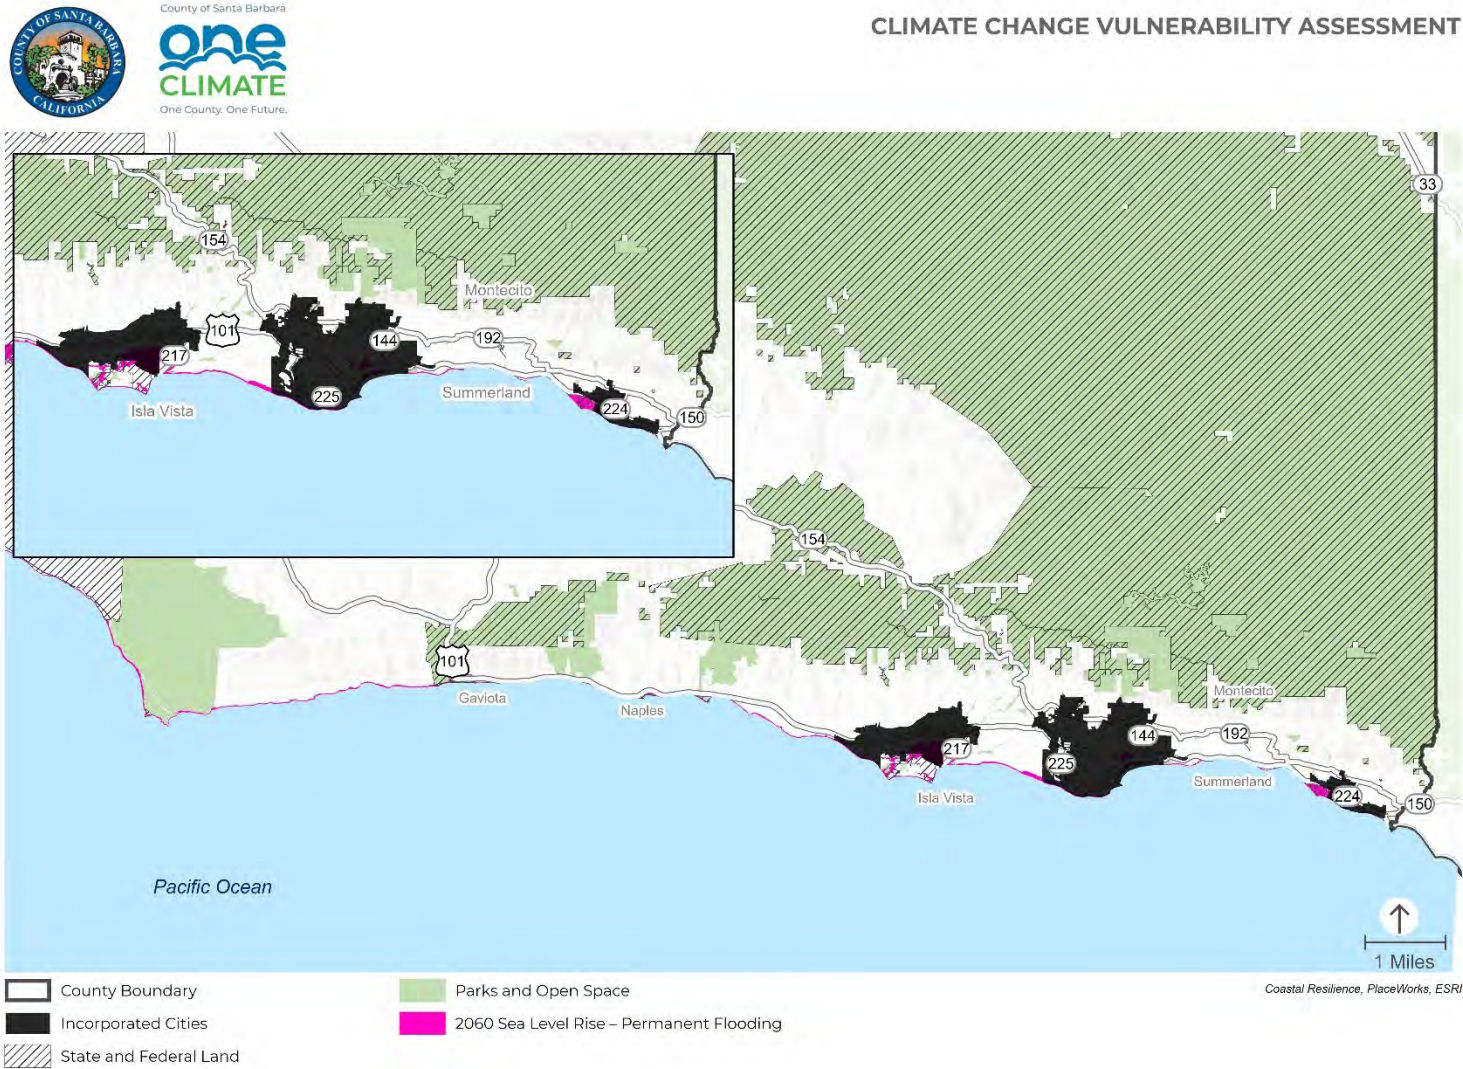 County of Santa Barbara
one
CLIMATE
One County. One Future.
COUNTY OF SANTA BARBARA
CALIFORNIA
CLIMATE CHANGE VULNERABILITY ASSESSMENT
33
154
Montecito
101
144
192
217
Summerland
225
224
150
Isla Vista
154
101
Gaviota
Naples
Montecito
144
192
217
225
Summerland
Isla Vista
224
150
Pacific Ocean
1 Miles
County Boundary
Parks and Open Space
Coastal Resilience, PlaceWorks, ESRI
Incorporated Cities
2060 Sea Level Rise – Permanent Flooding
State and Federal Land